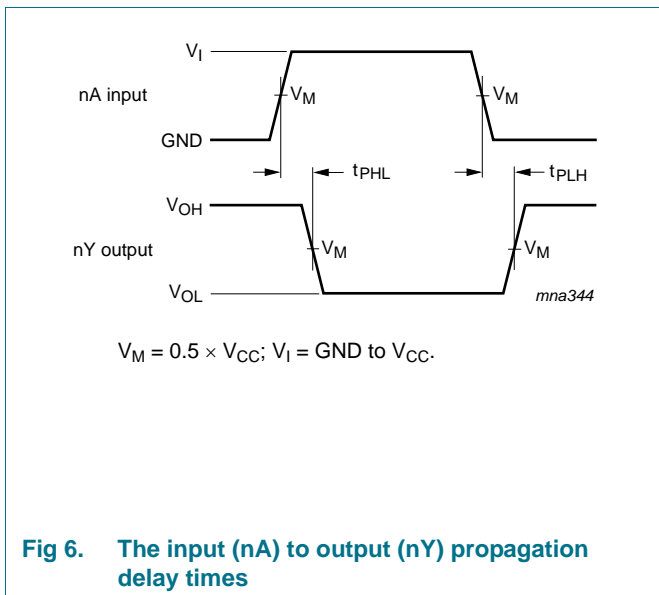 V_I
nA input
V_M
V_M
GND
t_PHL
t_PLH
V_OH
nY output
V_M
V_M
V_OL
mna344
V_M = 0.5 × V_CC; V_I = GND to V_CC.
Fig 6. The input (nA) to output (nY) propagation
delay times